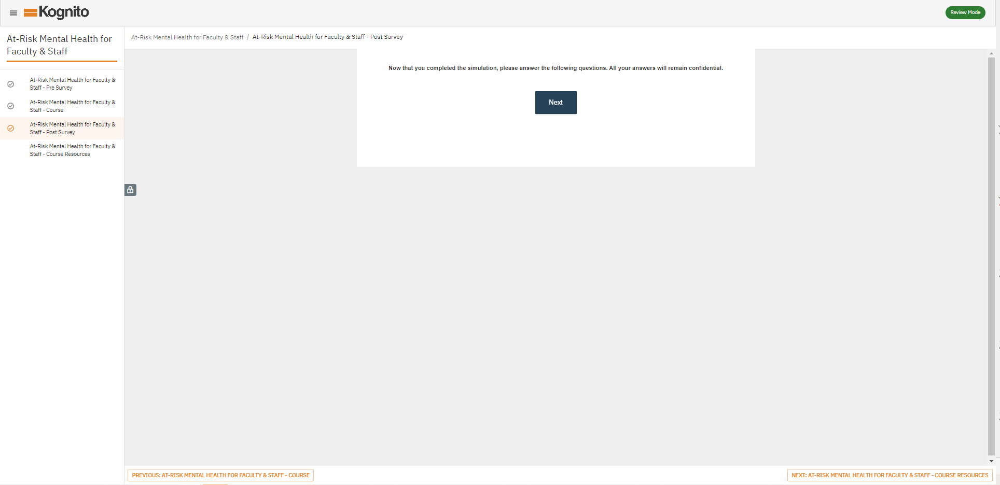 Kognito
Review Mode
At-Risk Mental Health for
Faculty & Staff
At-Risk Mental Health for Faculty & Staff / At-Risk Mental Health for Faculty & Staff - Post Survey
At-Risk Mental Health for Faculty &
Staff - Pre Survey
At-Risk Mental Health for Faculty &
Staff - Course
At-Risk Mental Health for Faculty &
Staff - Post Survey
At-Risk Mental Health for Faculty &
Staff - Course Resources
Now that you completed the simulation, please answer the following questions. All your answers will remain confidential.
Next
PREVIOUS: AT-RISK MENTAL HEALTH FOR FACULTY & STAFF - COURSE
NEXT: AT-RISK MENTAL HEALTH FOR FACULTY & STAFF - COURSE RESOURCES